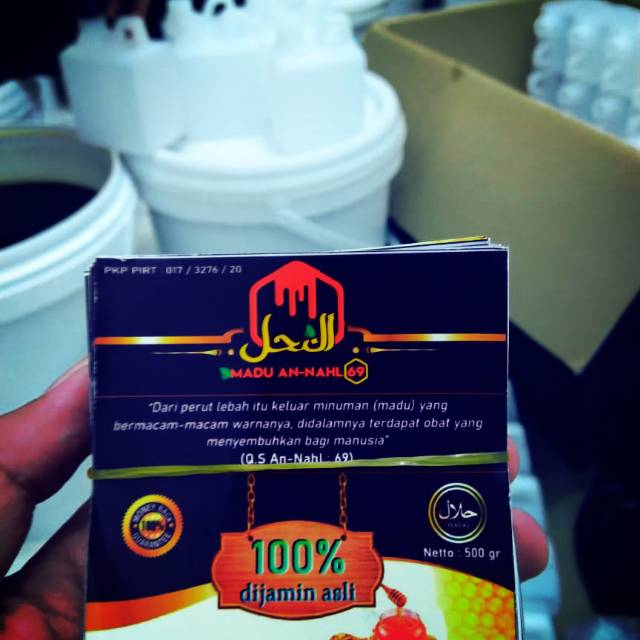 PKP PIRT : 017 / 3276 / 20
النحل
MADU AN-NAHL 69
"Dari perut lebah itu keluar minuman (madu) yang
bermacam-macam warnanya, didalamnya terdapat obat yang
menyembuhkan bagi manusia"
(Q.S An-Nahl : 69)
MONEY BACK
100%
GUARANTEE
حلال
HALAL
Netto : 500 gr
100%
dijamin asli